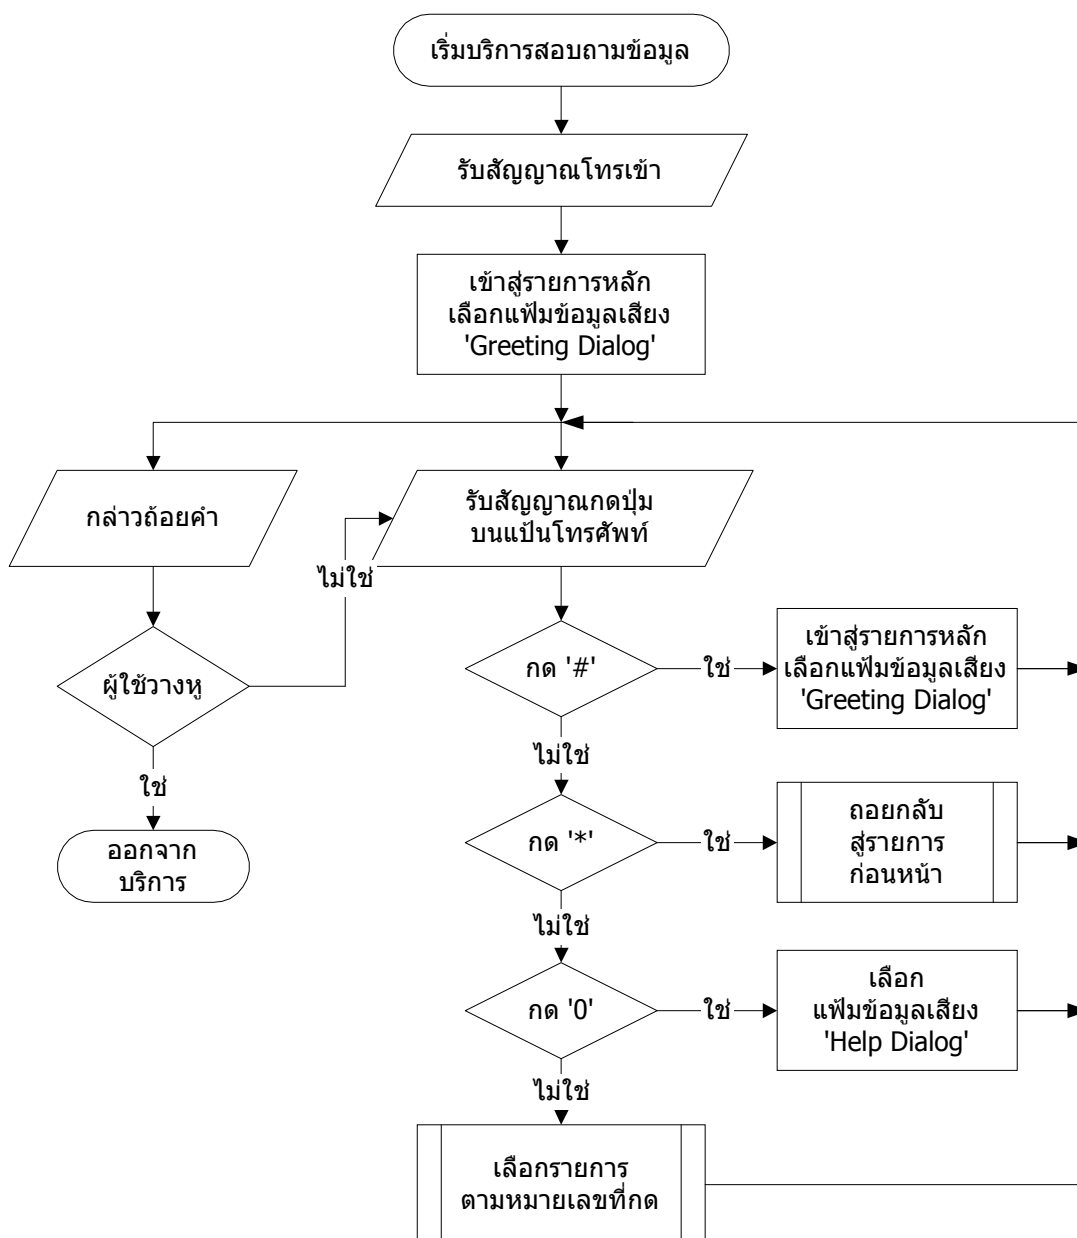 เริ่มบริการสอบถามข้อมูล
รับสัญญาณโทรเข้า
เข้าสู่รายการหลัก
เลือกแฟ้มข้อมูลเสียง
'Greeting Dialog'
กล่าวถ้อยคำ
รับสัญญาณกดปุ่ม
บนแป้นโทรศัพท์
ไม่ใช่
ผู้ใช้วางหู
ใช่
ออกจาก
บริการ
กด '#'
ใช่
เข้าสู่รายการหลัก
เลือกแฟ้มข้อมูลเสียง
'Greeting Dialog'
ไม่ใช่
กด '*'
ใช่
ถอยกลับ
สู่รายการ
ก่อนหน้า
ไม่ใช่
กด '0'
ใช่
เลือก
แฟ้มข้อมูลเสียง
'Help Dialog'
ไม่ใช่
เลือกรายการ
ตามหมายเลขที่กด